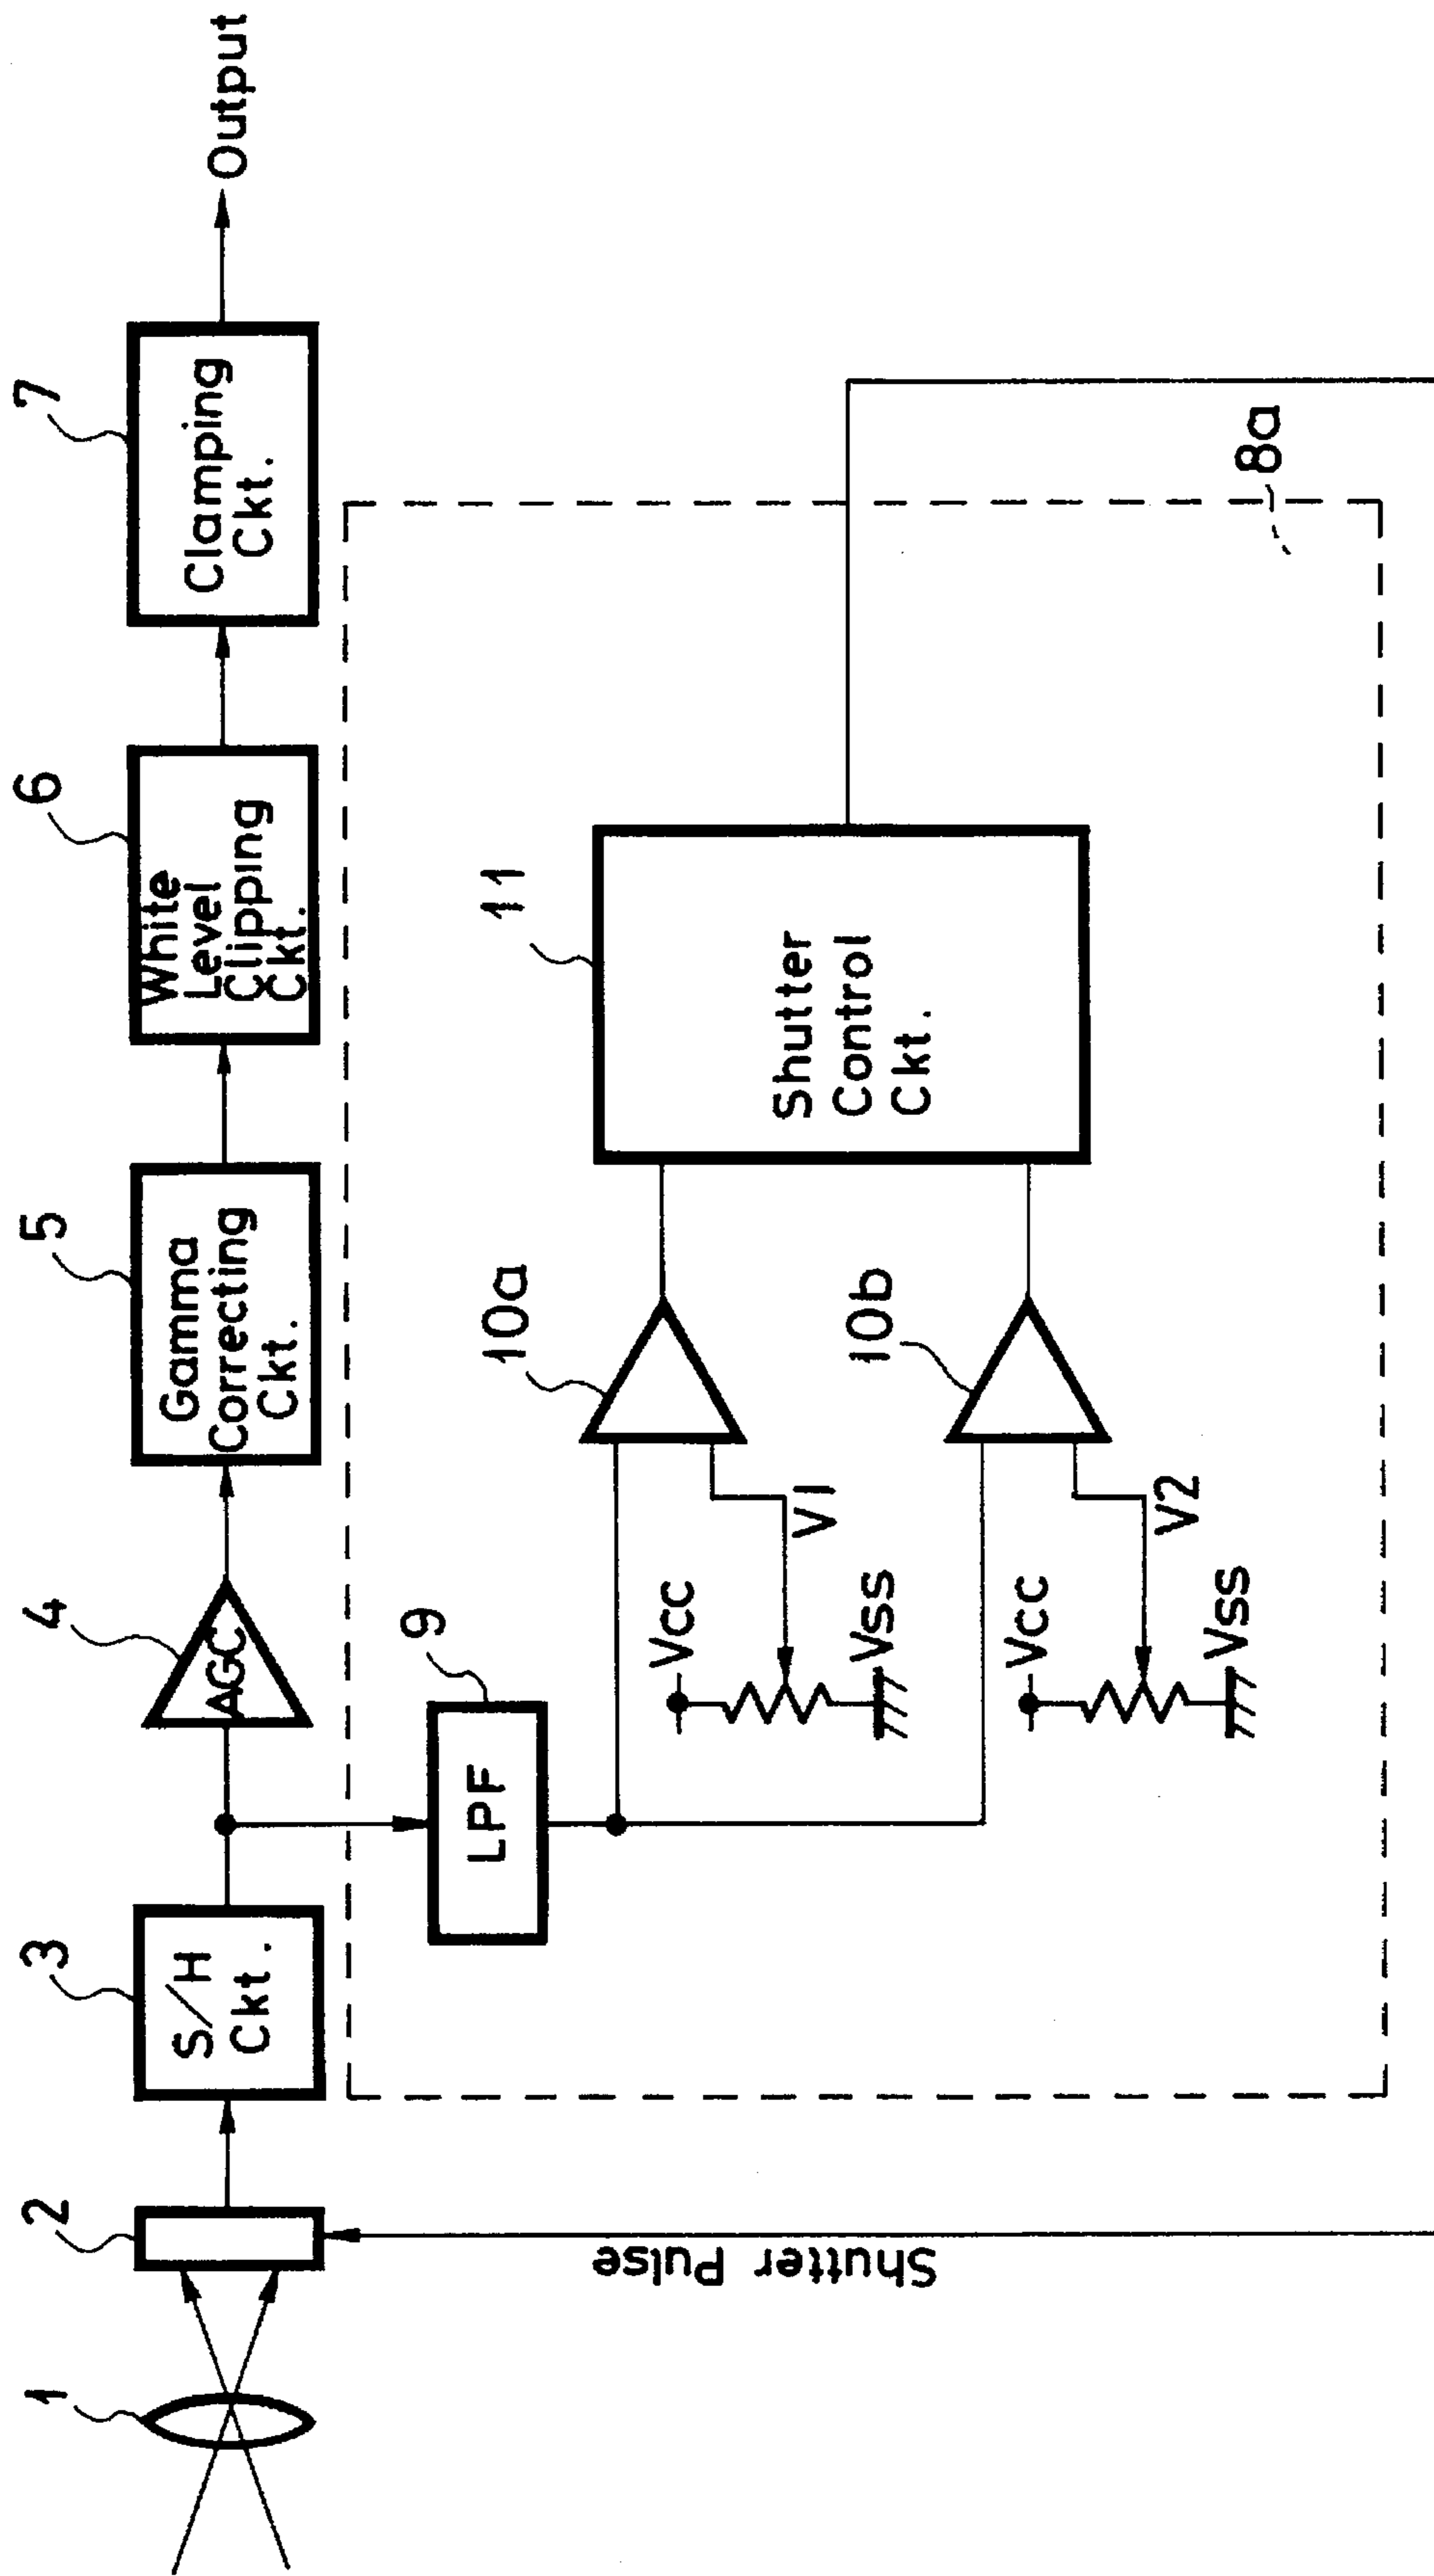 1
2
3
S/H
Ckt.
4
AGC
5
Gamma
Correcting
Ckt.
6
White
Level
Clipping
Ckt.
7
Clamping
Ckt.
Output
9
LPF
10a
V1
Vcc
Vss
10b
V2
Vcc
Vss
11
Shutter
Control
Ckt.
8a
Shutter Pulse